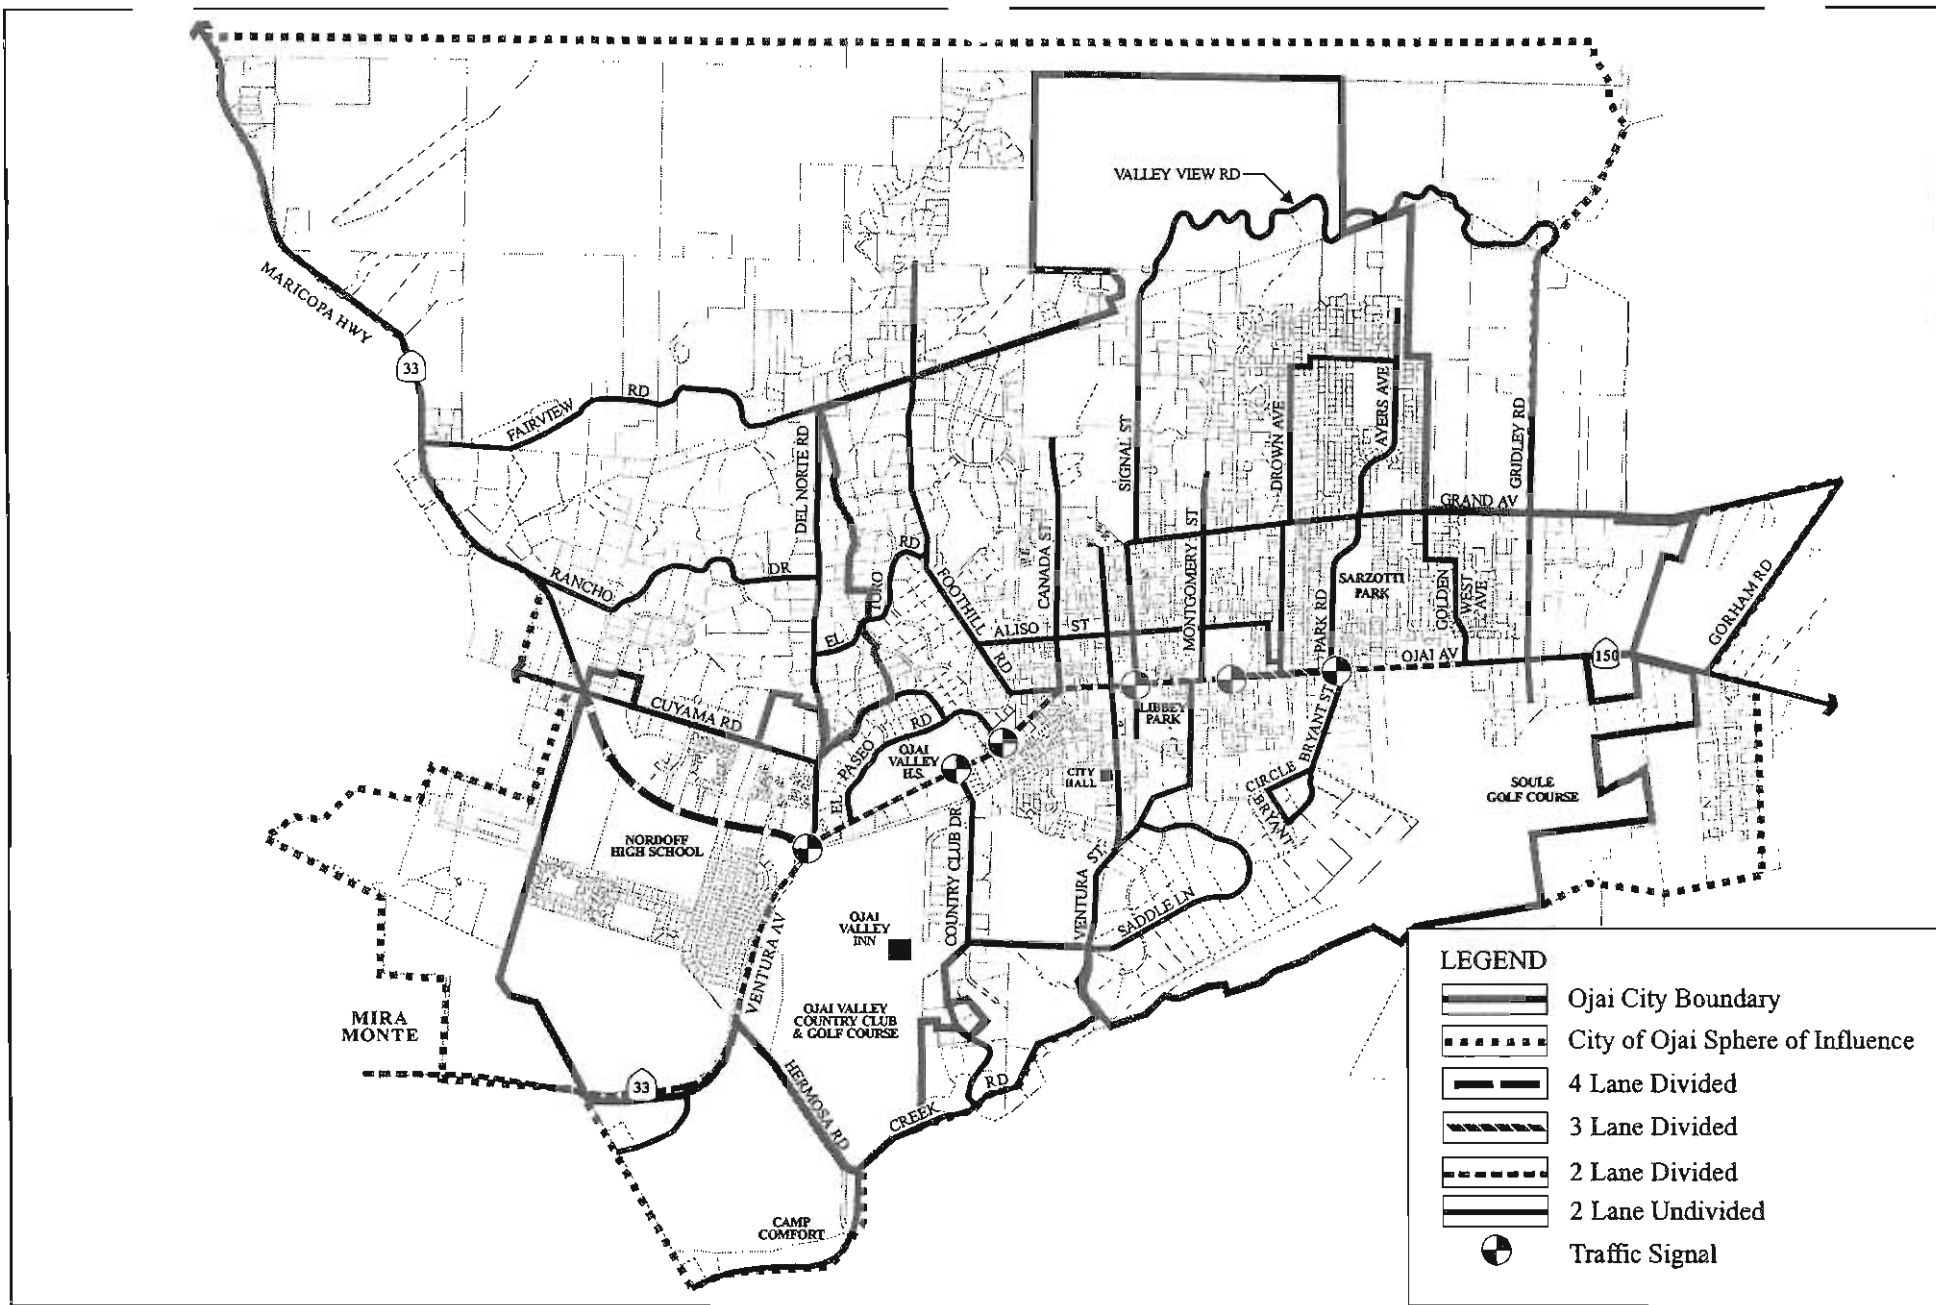 VALLEY VIEW RD
MARICOPA HWY
33
FAIRVIEW
RD
DEL NORTE RD
SIGNAL ST
DROWN AVE
AYERS AVE
GRIDLEY RD
GRAND AV
RANCHO
DR
EL
TORO
RD
FOOTHILL
RD
CANADA ST
ALISO
ST
MONTGOMERY ST
PARK RD
SARZOTTI
PARK
GOLDEN
WEST
AVE
GORHAM RD
OJAI AV
150
CUYAMA RD
EL
PASEO
RD
OJAI
VALLEY
H.S.
LIBBEY
PARK
CITY
HALL
BRYANT ST
CIRCLE
BRYANT
SOULE
GOLF COURSE
NORDOFF
HIGH SCHOOL
VENTURA AV
OJAI
VALLEY
INN
COUNTRY CLUB DR
VENTURA
ST
SADDLE LN
OJAI VALLEY
COUNTRY CLUB
& GOLF COURSE
MIRA
MONTE
33
HERMOSA RD
CREEK
RD
CAMP
COMFORT
LEGEND
Ojai City Boundary
City of Ojai Sphere of Influence
4 Lane Divided
3 Lane Divided
2 Lane Divided
2 Lane Undivided
Traffic Signal